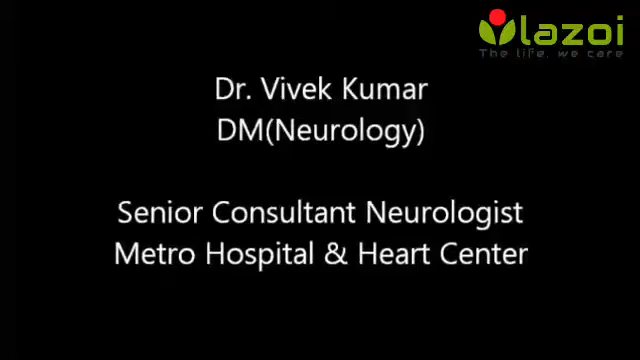 lazoi
The life, we care
Dr. Vivek Kumar
DM(Neurology)
Senior Consultant Neurologist
Metro Hospital & Heart Center